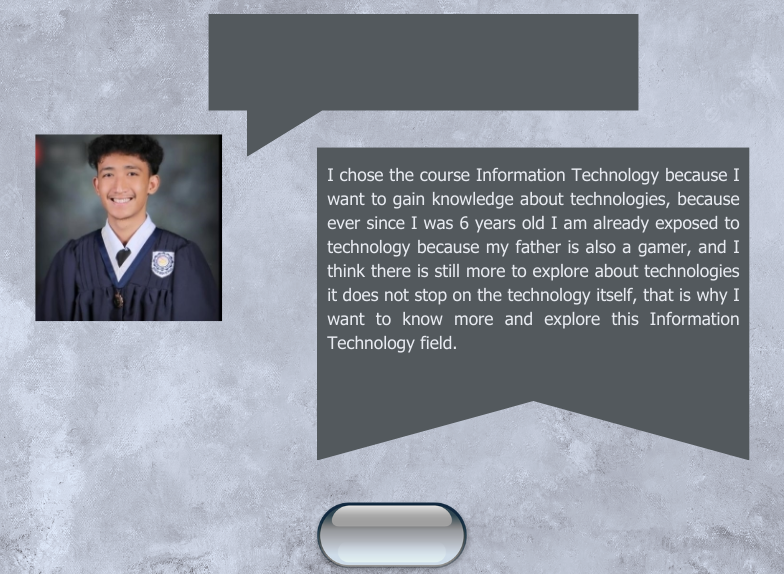 I chose the course Information Technology because I
want to gain knowledge about technologies, because
ever since I was 6 years old I am already exposed to
technology because my father is also a gamer, and I
think there is still more to explore about technologies
it does not stop on the technology itself, that is why I
want to know more and explore this Information
Technology field.